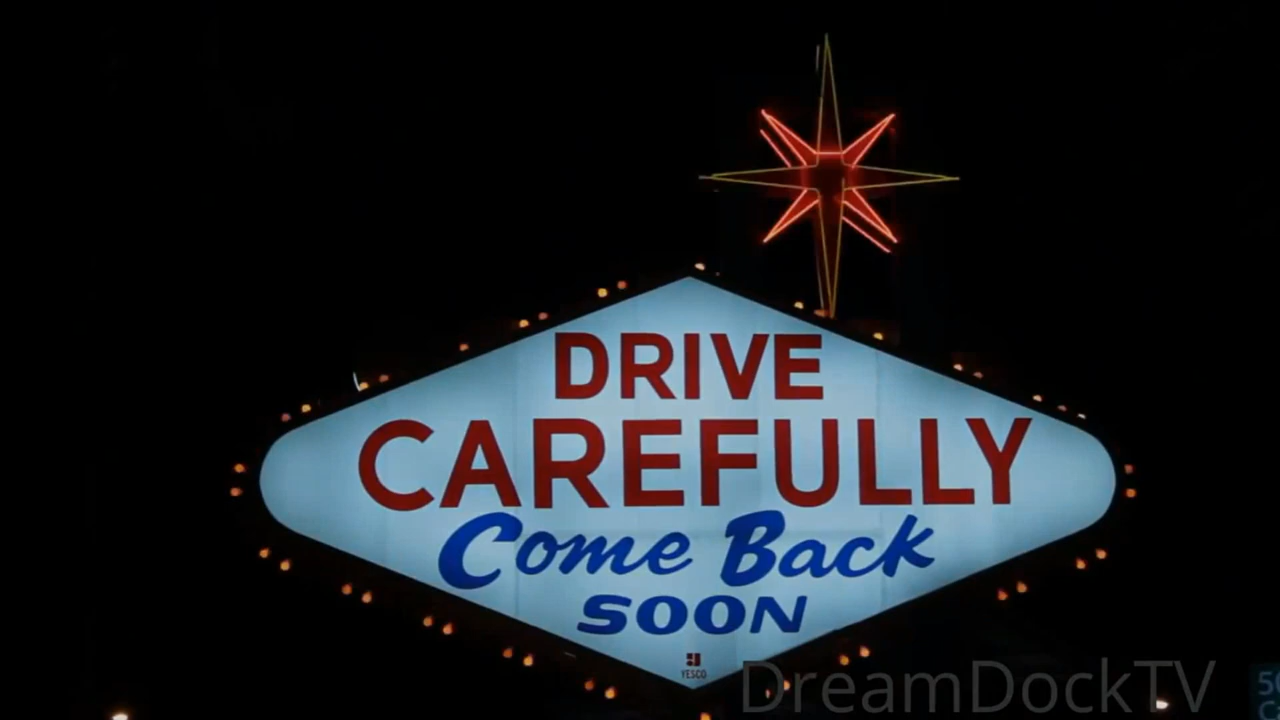 DRIVE
CAREFULLY
Come Back
SOON
YESCO
DreamDockTV